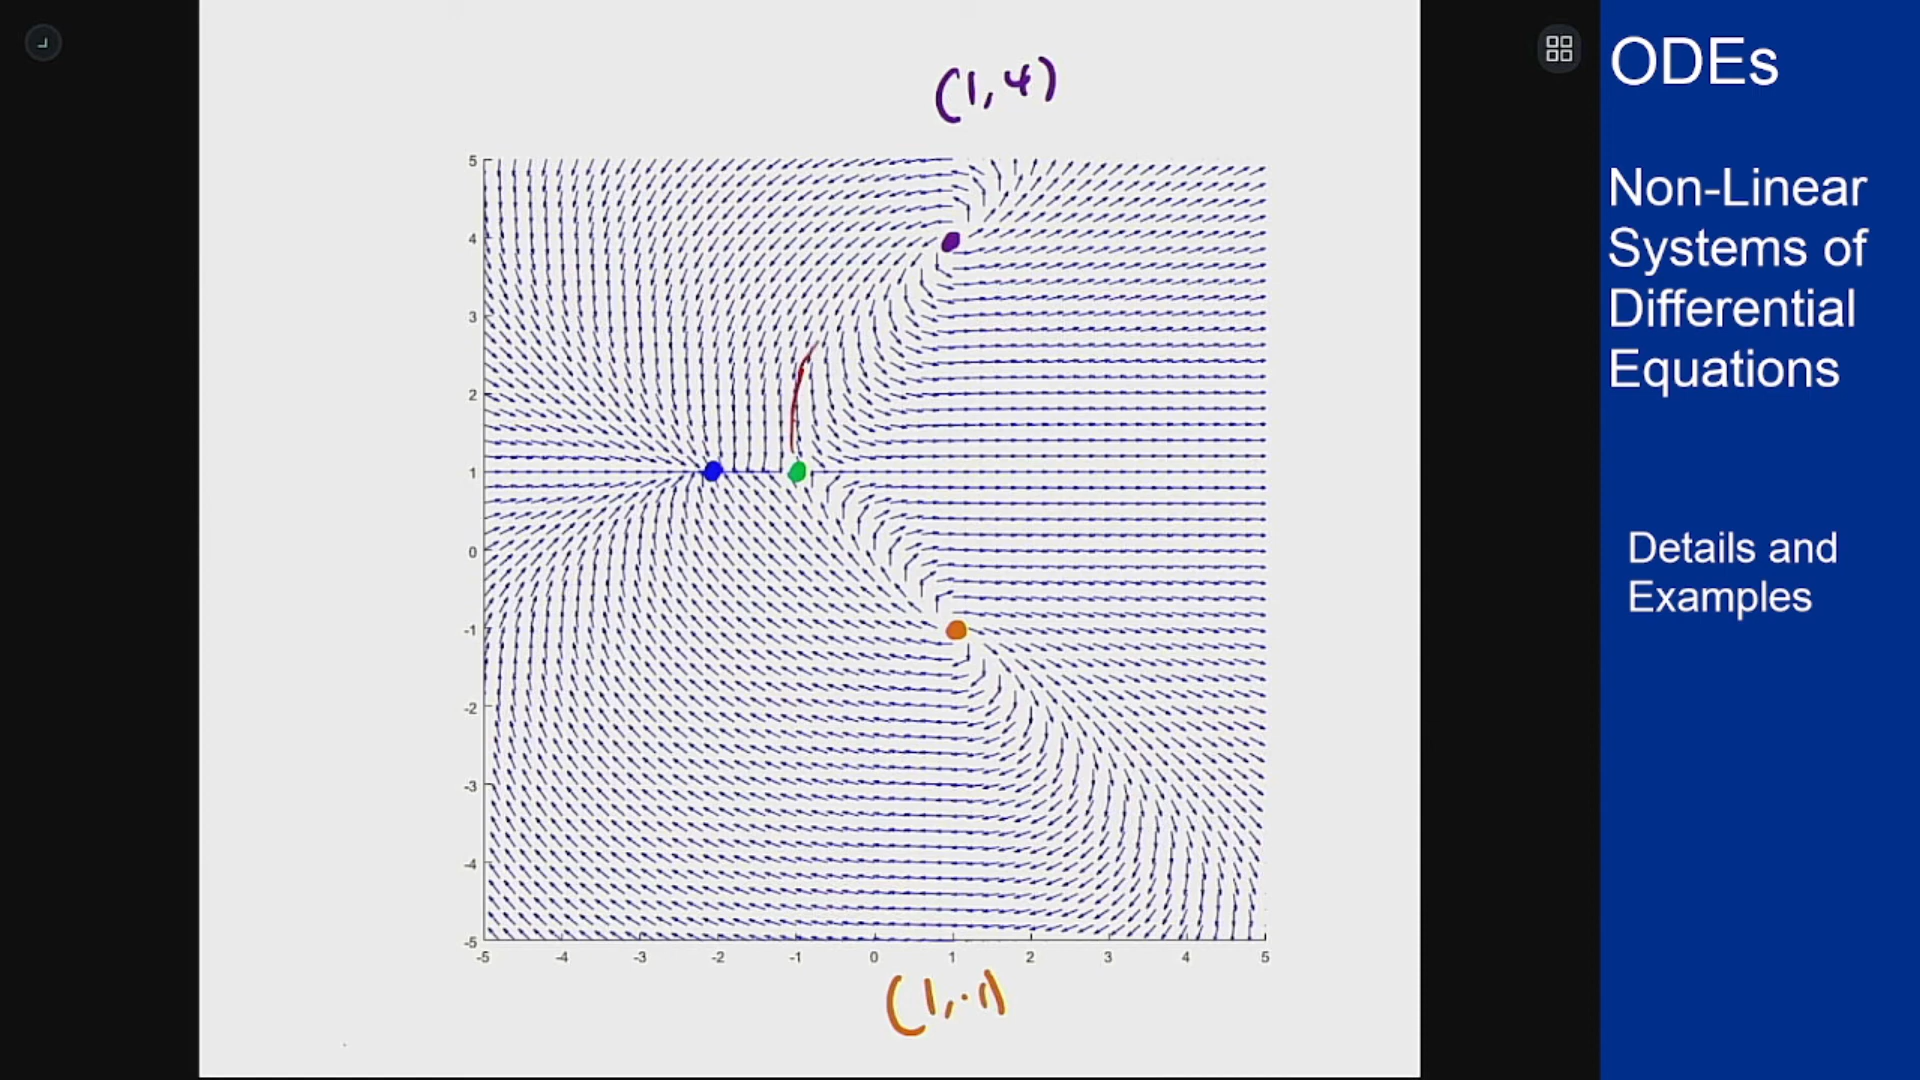 (1,4)
5
4
3
2
1
0
-1
-2
-3
-4
-5
-5 -4 -3 -2 -1 0 1 2 3 4 5
(1,-1)
ODEs
Non-Linear
Systems of
Differential
Equations
Details and
Examples